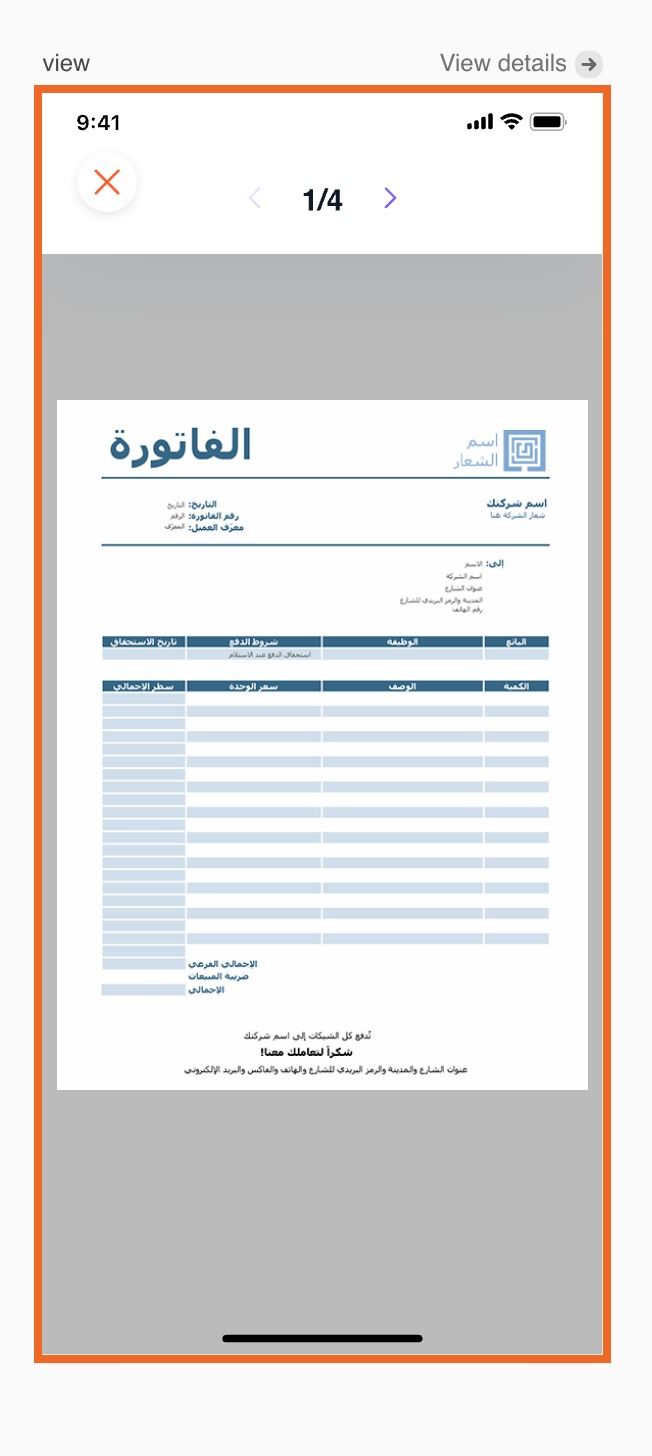 view
View details
9:41
1/4
الفاتورة
اسم
الشعار
اسم شركتك
شعار الشركة هنا
التاريخ: التاريخ
رقم الفاتورة: الرقم
معرّف العميل: المعرّف
إلى: الاسم
اسم الشركة
عنوان الشارع
المدينة والرمز البريدي للشارع
رقم الهاتف
البائع الوظيفة شروط الدفع تاريخ الاستحقاق
استحقاق الدفع عند الاستلام
الكمية الوصف سعر الوحدة سطر الإجمالي
الإجمالي الفرعي
ضريبة المبيعات
الإجمالي
تُدفع كل الشيكات إلى اسم شركتك
شكراً لتعاملك معنا!
عنوان الشارع والمدينة والرمز البريدي للشارع والهاتف والفاكس والبريد الإلكتروني